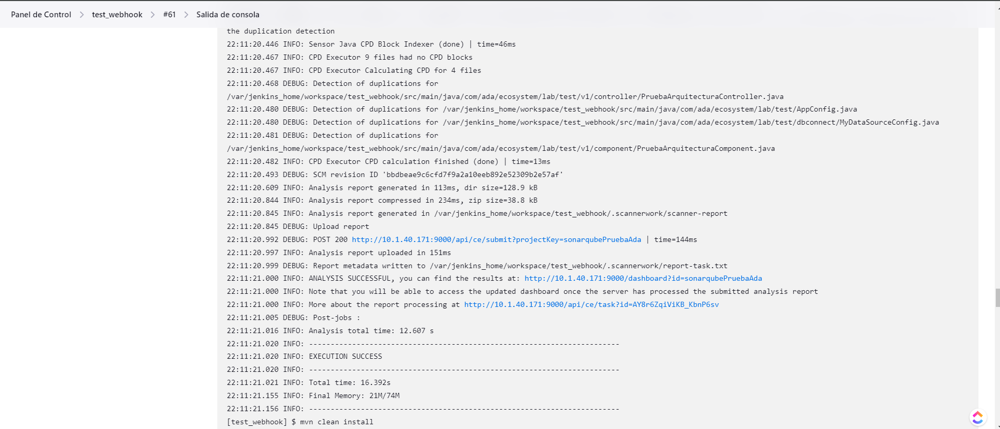 Panel de Control > test_webhook > #61 > Salida de consola
the duplication detection
22:11:20.446 INFO: Sensor Java CPD Block Indexer (done) | time=46ms
22:11:20.467 INFO: CPD Executor 9 files had no CPD blocks
22:11:20.467 INFO: CPD Executor Calculating CPD for 4 files
22:11:20.468 DEBUG: Detection of duplications for
/var/jenkins_home/workspace/test_webhook/src/main/java/com/ada/ecosystem/lab/test/v1/controller/PruebaArquitecturaController.java
22:11:20.480 DEBUG: Detection of duplications for /var/jenkins_home/workspace/test_webhook/src/main/java/com/ada/ecosystem/lab/test/AppConfig.java
22:11:20.480 DEBUG: Detection of duplications for /var/jenkins_home/workspace/test_webhook/src/main/java/com/ada/ecosystem/lab/test/dbconnect/MyDataSourceConfig.java
22:11:20.481 DEBUG: Detection of duplications for
/var/jenkins_home/workspace/test_webhook/src/main/java/com/ada/ecosystem/lab/test/v1/component/PruebaArquitecturaComponent.java
22:11:20.482 INFO: CPD Executor CPD calculation finished (done) | time=13ms
22:11:20.493 DEBUG: SCM revision ID 'bbdbeae9c6cfd7f9a2a10eeb892e52309b2e57af'
22:11:20.609 INFO: Analysis report generated in 113ms, dir size=128.9 kB
22:11:20.844 INFO: Analysis report compressed in 234ms, zip size=38.8 kB
22:11:20.845 INFO: Analysis report generated in /var/jenkins_home/workspace/test_webhook/.scannerwork/scanner-report
22:11:20.845 DEBUG: Upload report
22:11:20.992 DEBUG: POST 200 http://10.1.40.171:9000/api/ce/submit?projectKey=sonarqubePruebaAda | time=144ms
22:11:20.997 INFO: Analysis report uploaded in 151ms
22:11:20.999 DEBUG: Report metadata written to /var/jenkins_home/workspace/test_webhook/.scannerwork/report-task.txt
22:11:21.000 INFO: ANALYSIS SUCCESSFUL, you can find the results at: http://10.1.40.171:9000/dashboard?id=sonarqubePruebaAda
22:11:21.000 INFO: Note that you will be able to access the updated dashboard once the server has processed the submitted analysis report
22:11:21.000 INFO: More about the report processing at http://10.1.40.171:9000/api/ce/task?id=AY8r6ZqiViKB_KbnP6sv
22:11:21.005 DEBUG: Post-jobs :
22:11:21.016 INFO: Analysis total time: 12.607 s
22:11:21.020 INFO: ------------------------------------------------------------------------
22:11:21.020 INFO: EXECUTION SUCCESS
22:11:21.020 INFO: ------------------------------------------------------------------------
22:11:21.021 INFO: Total time: 16.392s
22:11:21.155 INFO: Final Memory: 21M/74M
22:11:21.156 INFO: ------------------------------------------------------------------------
[test_webhook] $ mvn clean install